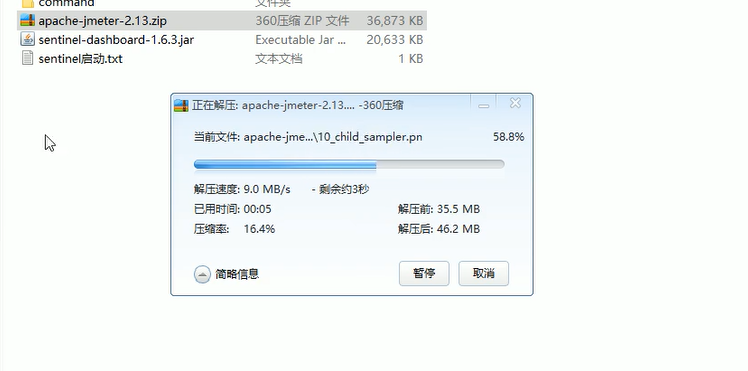 command 文件夹
apache-jmeter-2.13.zip 360压缩 ZIP 文件 36,873 KB
sentinel-dashboard-1.6.3.jar Executable Jar ... 20,633 KB
sentinel启动.txt 文本文档 1 KB
正在解压: apache-jmeter-2.13.... -360压缩
当前文件: apache-jme...\10_child_sampler.pn 58.8%
解压速度: 9.0 MB/s - 剩余约3秒
已用时间: 00:05 解压前: 35.5 MB
压缩率: 16.4% 解压后: 46.2 MB
简略信息 暂停 取消